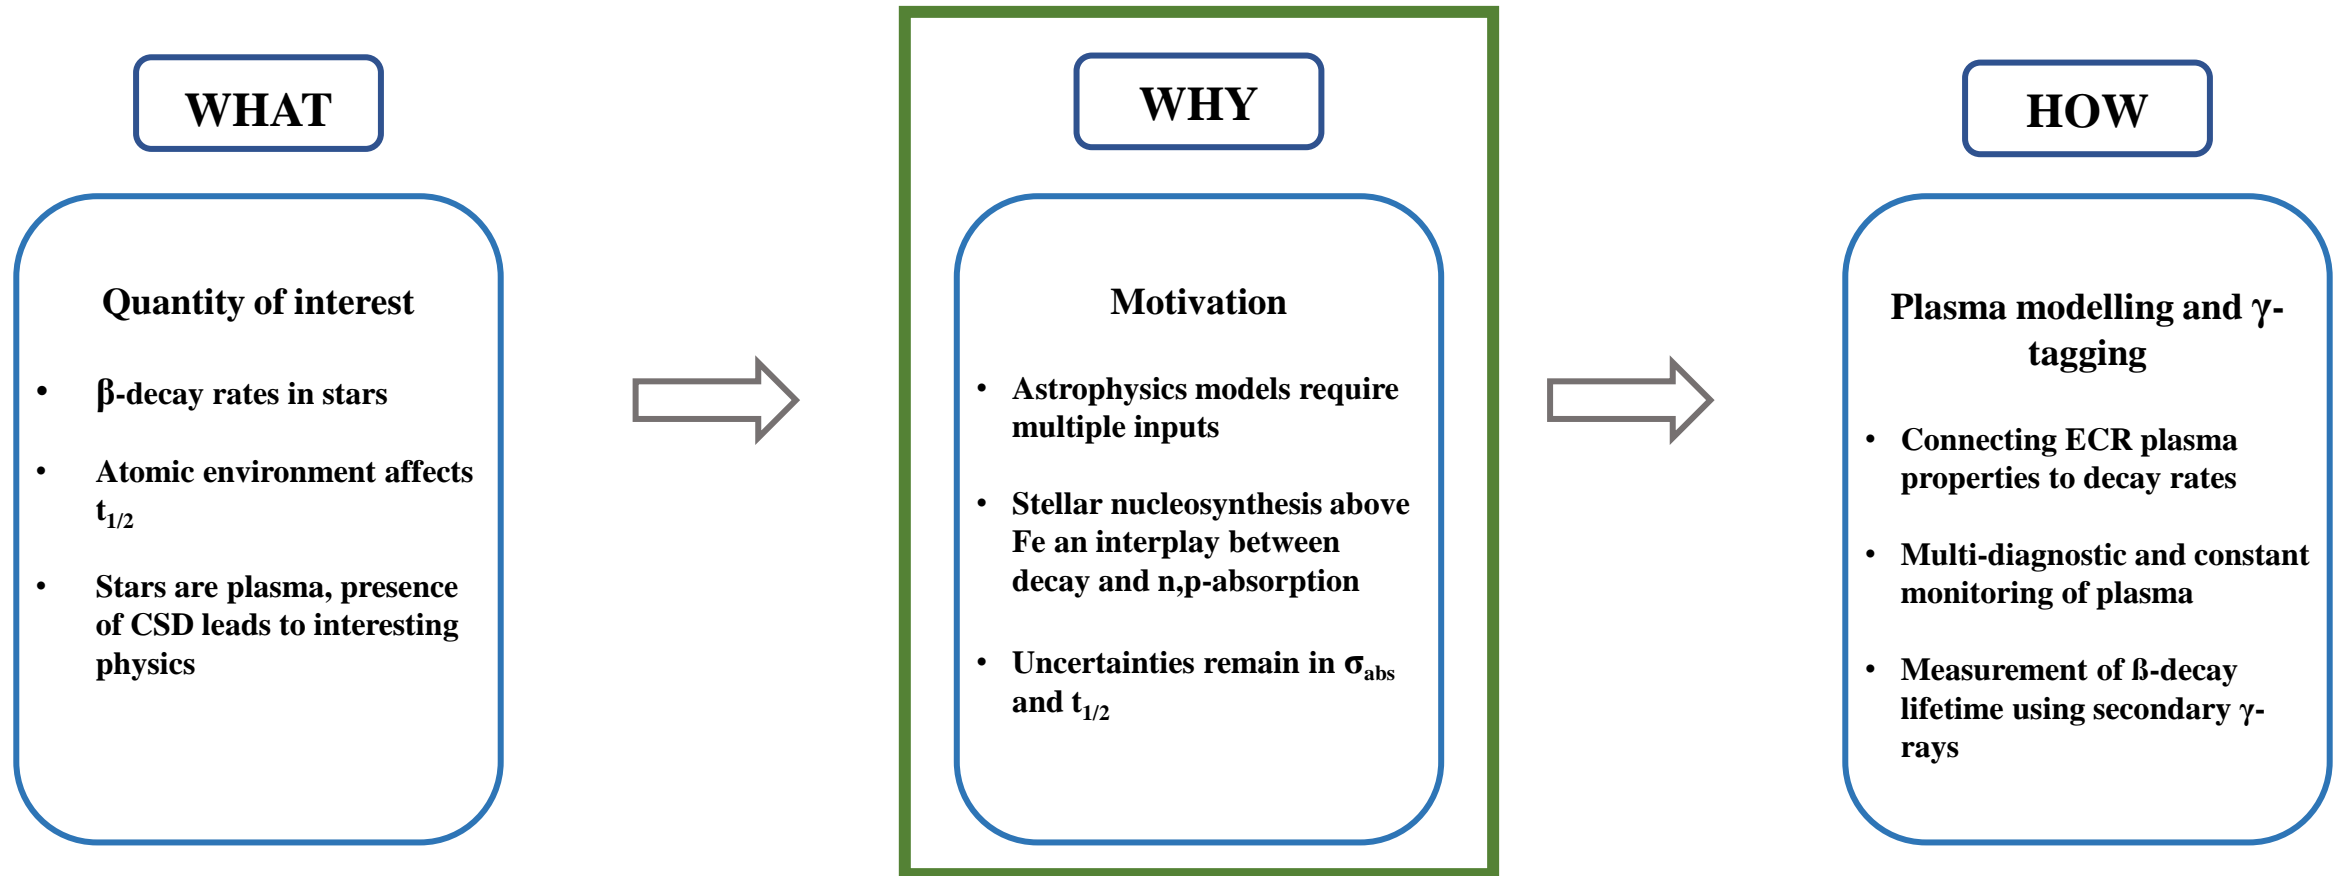 WHAT
Quantity of interest
• β-decay rates in stars
• Atomic environment affects
t1/2
• Stars are plasma, presence
of CSD leads to interesting
physics
WHY
Motivation
• Astrophysics models require
multiple inputs
• Stellar nucleosynthesis above
Fe an interplay between
decay and n,p-absorption
• Uncertainties remain in σabs
and t1/2
HOW
Plasma modelling and γ-
tagging
• Connecting ECR plasma
properties to decay rates
• Multi-diagnostic and constant
monitoring of plasma
• Measurement of ß-decay
lifetime using secondary γ-
rays